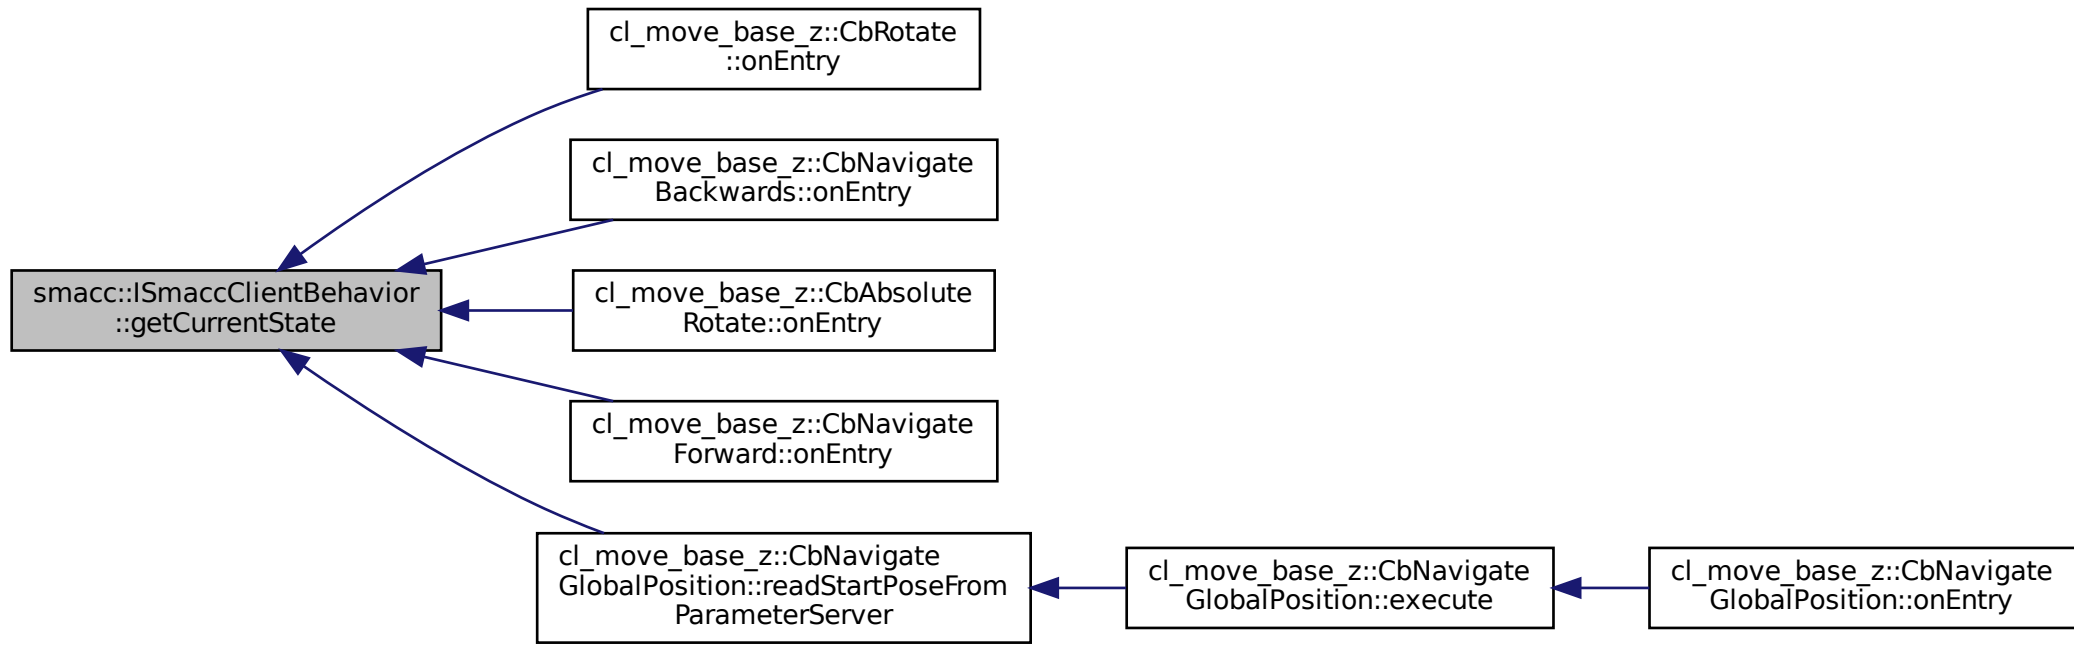 cl_move_base_z::CbRotate
::onEntry
cl_move_base_z::CbNavigate
Backwards::onEntry
smacc::ISmaccClientBehavior
::getCurrentState
cl_move_base_z::CbAbsolute
Rotate::onEntry
cl_move_base_z::CbNavigate
Forward::onEntry
cl_move_base_z::CbNavigate
GlobalPosition::readStartPoseFrom
ParameterServer
cl_move_base_z::CbNavigate
GlobalPosition::execute
cl_move_base_z::CbNavigate
GlobalPosition::onEntry